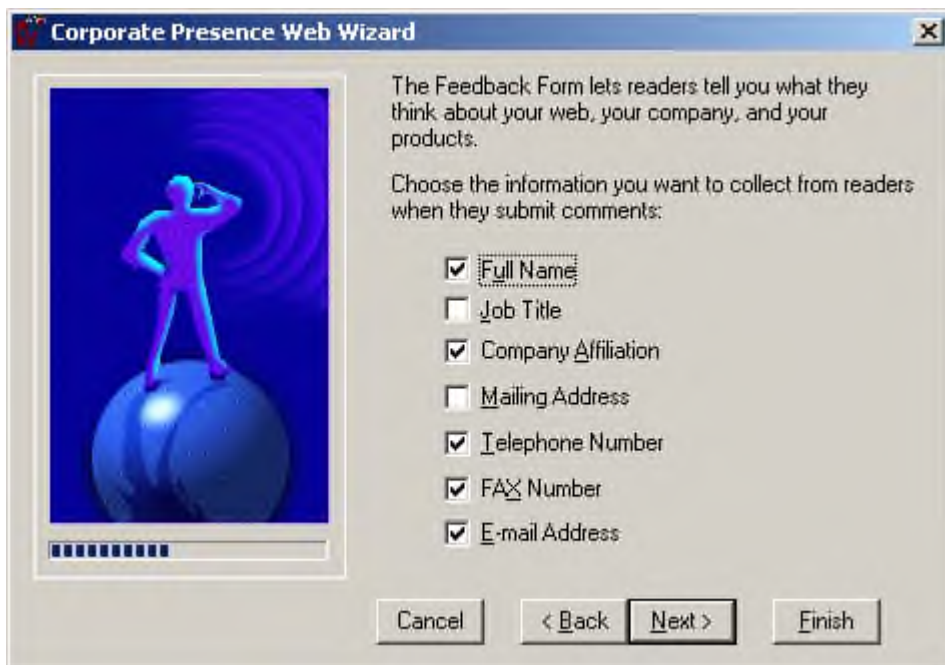 Corporate Presence Web Wizard
The Feedback Form lets readers tell you what they
think about your web, your company, and your
products.
Choose the information you want to collect from readers
when they submit comments:
Full Name
Job Title
Company Affiliation
Mailing Address
Telephone Number
FAX Number
E-mail Address
Cancel
< Back
Next >
Finish